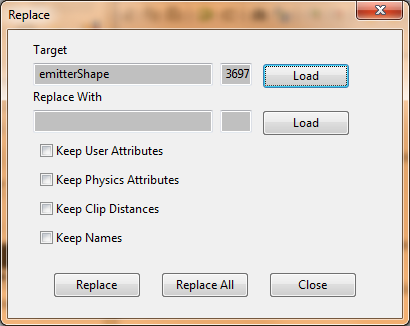 Replace
Target
emitterShape 3697 Load
Replace With
Load
Keep User Attributes
Keep Physics Attributes
Keep Clip Distances
Keep Names
Replace Replace All Close